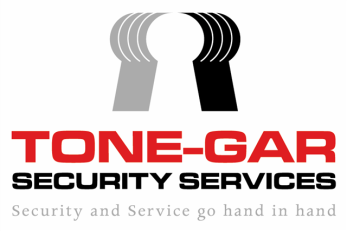 TONE-GAR
SECURITY SERVICES
Security and Service go hand in hand